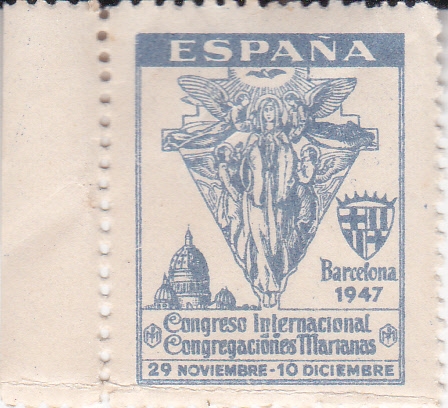 ESPAÑA
Barcelona
1947
Congreso Internacional
Congregaciones Marianas
29 NOVIEMBRE-10 DICIEMBRE